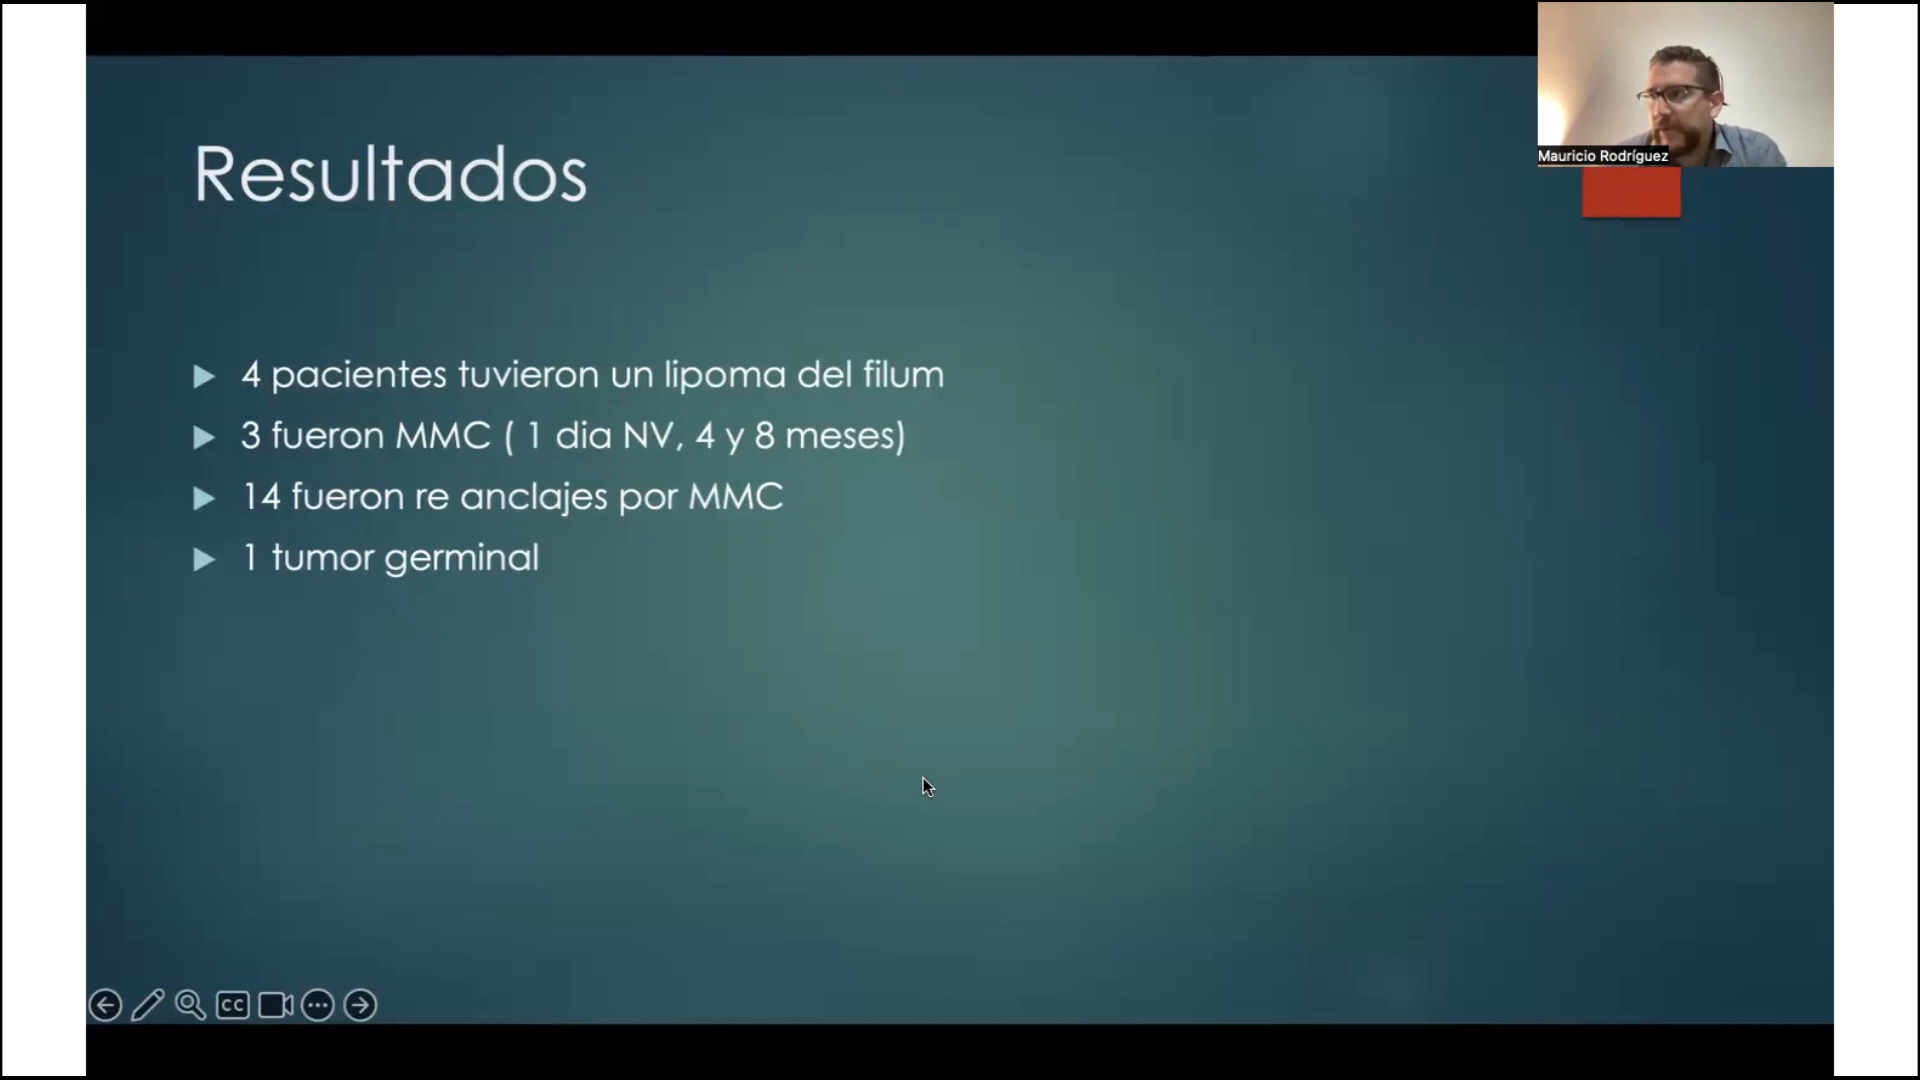 Mauricio Rodríguez
Resultados
4 pacientes tuvieron un lipoma del filum
3 fueron MMC ( 1 dia NV, 4 y 8 meses)
14 fueron re anclajes por MMC
1 tumor germinal
CC